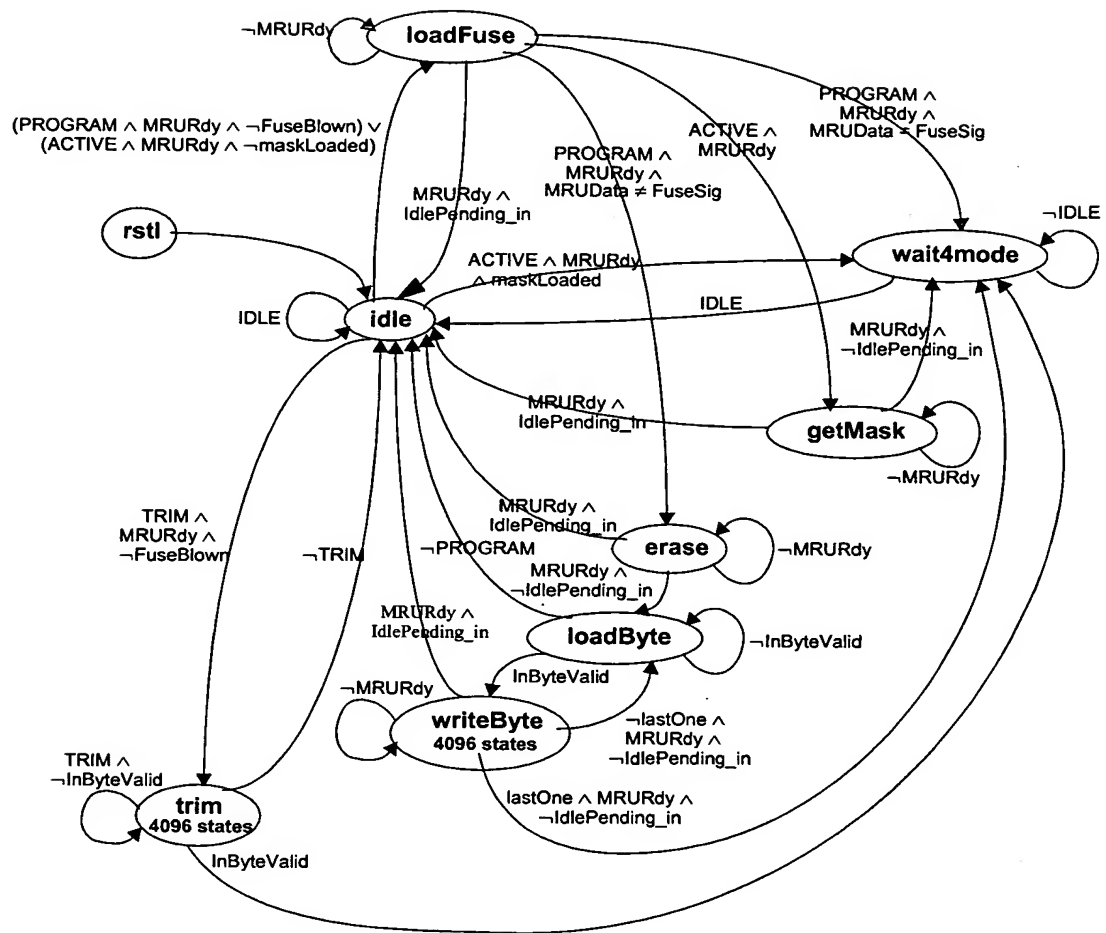 ¬MRURdy
loadFuse
(PROGRAM ∧ MRURdy ∧ ¬FuseBlown) ∨
(ACTIVE ∧ MRURdy ∧ ¬maskLoaded)
MRURdy ∧
IdlePending_in
PROGRAM ∧
MRURdy ∧
MRUData ≠ FuseSig
ACTIVE ∧
MRURdy
PROGRAM ∧
MRURdy ∧
MRUData = FuseSig
rstl
¬IDLE
wait4mode
ACTIVE ∧ MRURdy
∧ maskLoaded
IDLE
IDLE
idle
MRURdy ∧
¬IdlePending_in
MRURdy ∧
IdlePending_in
getMask
¬MRURdy
TRIM ∧
MRURdy ∧
¬FuseBlown
¬TRIM
MRURdy ∧
IdlePending_in
erase
¬MRURdy
¬PROGRAM
MRURdy ∧
¬IdlePending_in
MRURdy ∧
IdlePending_in
loadByte
¬InByteValid
InByteValid
¬MRURdy
writeByte
4096 states
¬lastOne ∧
MRURdy ∧
¬IdlePending_in
TRIM ∧
¬InByteValid
trim
4096 states
lastOne ∧ MRURdy ∧
¬IdlePending_in
InByteValid